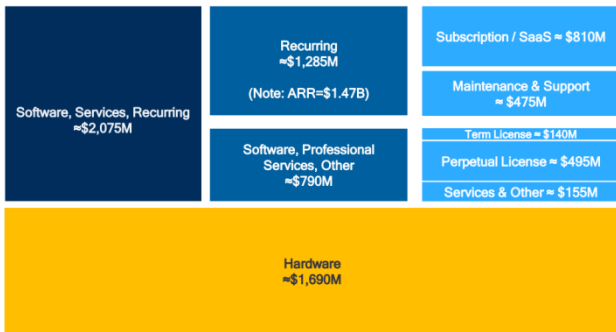 Software, Services, Recurring
≈$2,075M
Recurring
≈$1,285M
(Note: ARR=$1.47B)
Software, Professional
Services, Other
≈$790M
Subscription / SaaS ≈ $810M
Maintenance & Support
≈ $475M
Term License ≈ $140M
Perpetual License ≈ $495M
Services & Other ≈ $155M
Hardware
≈$1,690M